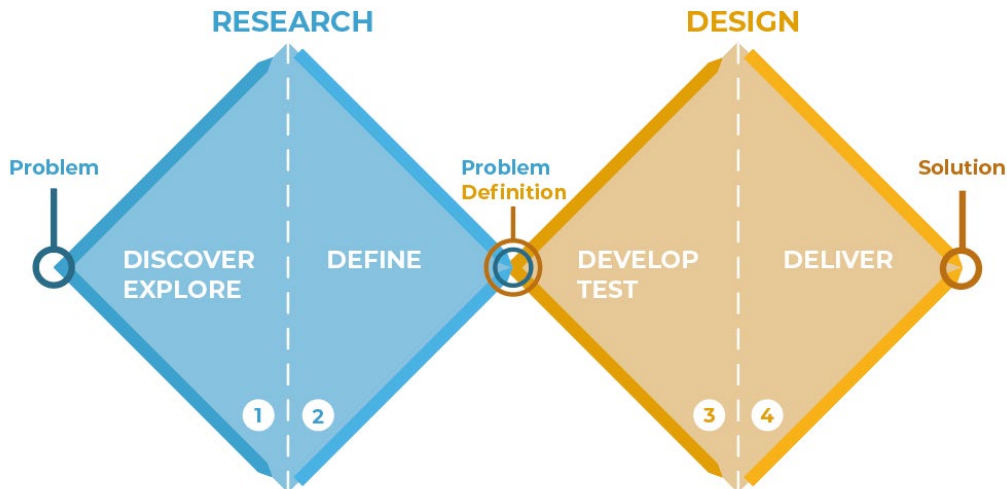 RESEARCH
DESIGN
Problem
Problem
Definition
Solution
DISCOVER
EXPLORE
DEFINE
DEVELOP
TEST
DELIVER
1
2
3
4